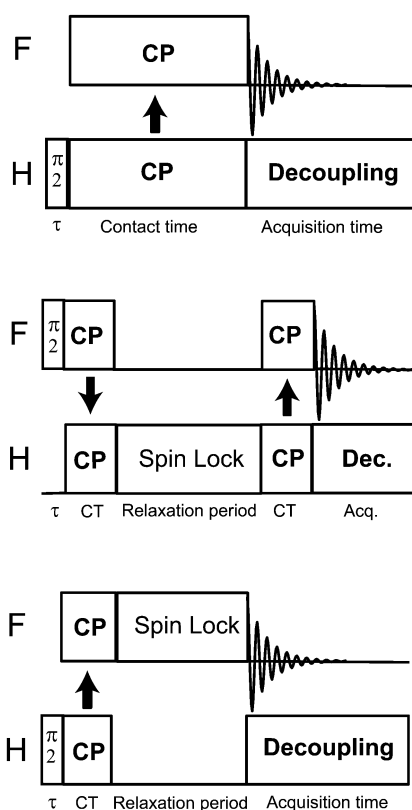 F CP
H π/2 CP Decoupling
τ Contact time Acquisition time
F π/2 CP CP
H CP Spin Lock CP Dec.
τ CT Relaxation period CT Acq.
F CP Spin Lock
H π/2 CP Decoupling
τ CT Relaxation period Acquisition time